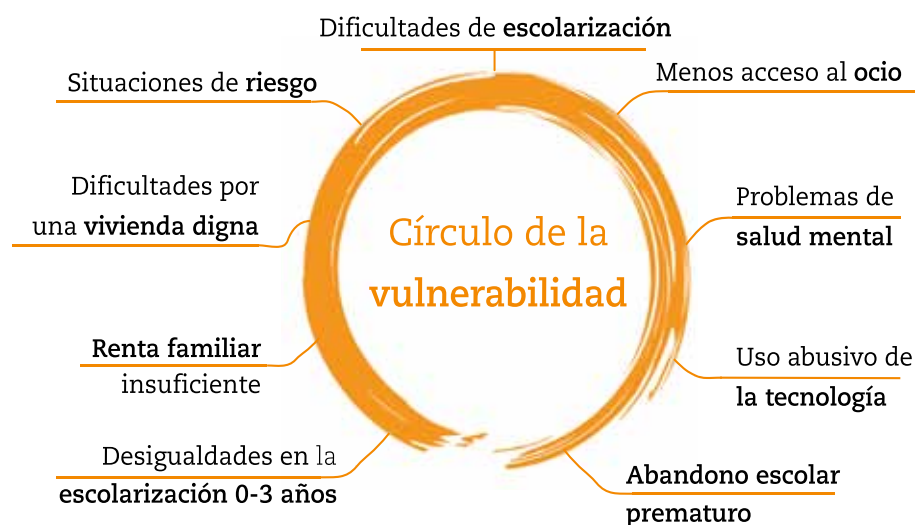 Dificultades de escolarización
Menos acceso al ocio
Situaciones de riesgo
Dificultades por
una vivienda digna
Problemas de
salud mental
Círculo de la
vulnerabilidad
Renta familiar
insuficiente
Uso abusivo de
la tecnología
Desigualdades en la
escolarización 0-3 años
Abandono escolar
prematuro